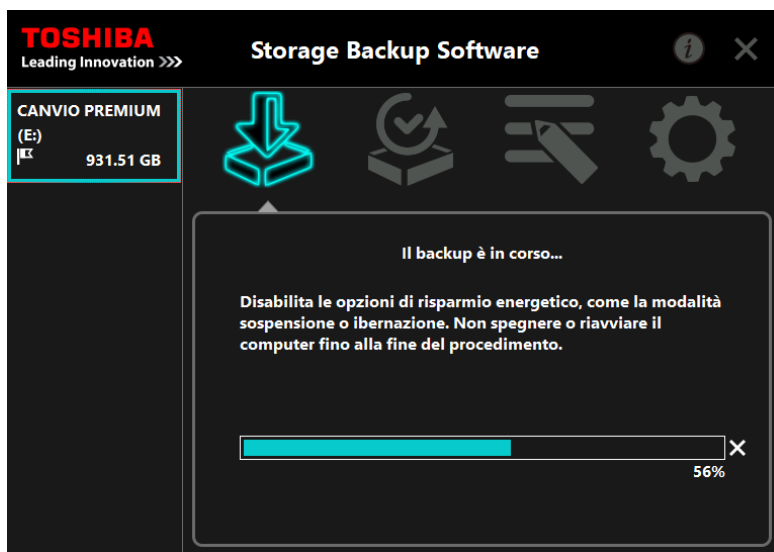 TOSHIBA
Leading Innovation >>>
Storage Backup Software
i
CANVIO PREMIUM
(E:)
931.51 GB
Il backup è in corso...
Disabilita le opzioni di risparmio energetico, come la modalità
sospensione o ibernazione. Non spegnere o riavviare il
computer fino alla fine del procedimento.
56%